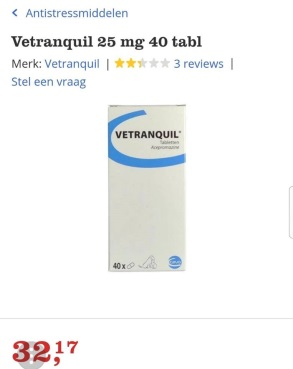 < Antistressmiddelen
Vetranquil 25 mg 40 tabl
Merk: Vetranquil | 3 reviews |
Stel een vraag
VETRANQUIL®
Tabletten
Acepromazine
40 x
32,17